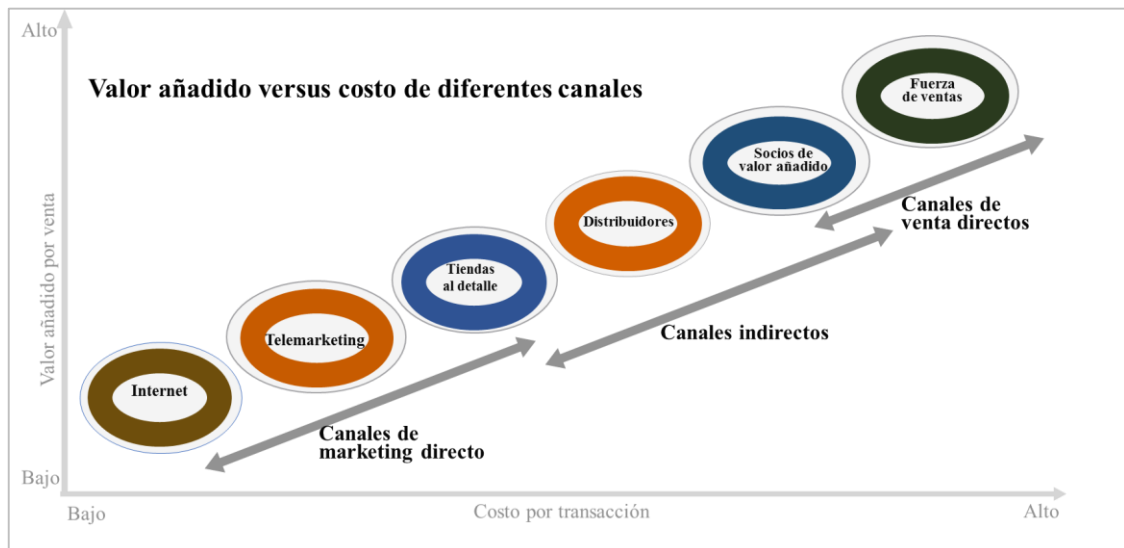 Alto
Valor añadido versus costo de diferentes canales
Fuerza
de ventas
Socios de
valor añadido
Canales de
venta directos
Distribuidores
Tiendas
al detalle
Canales indirectos
Telemarketing
Internet
Canales de
marketing directo
Valor añadido por venta
Bajo
Bajo
Costo por transacción
Alto